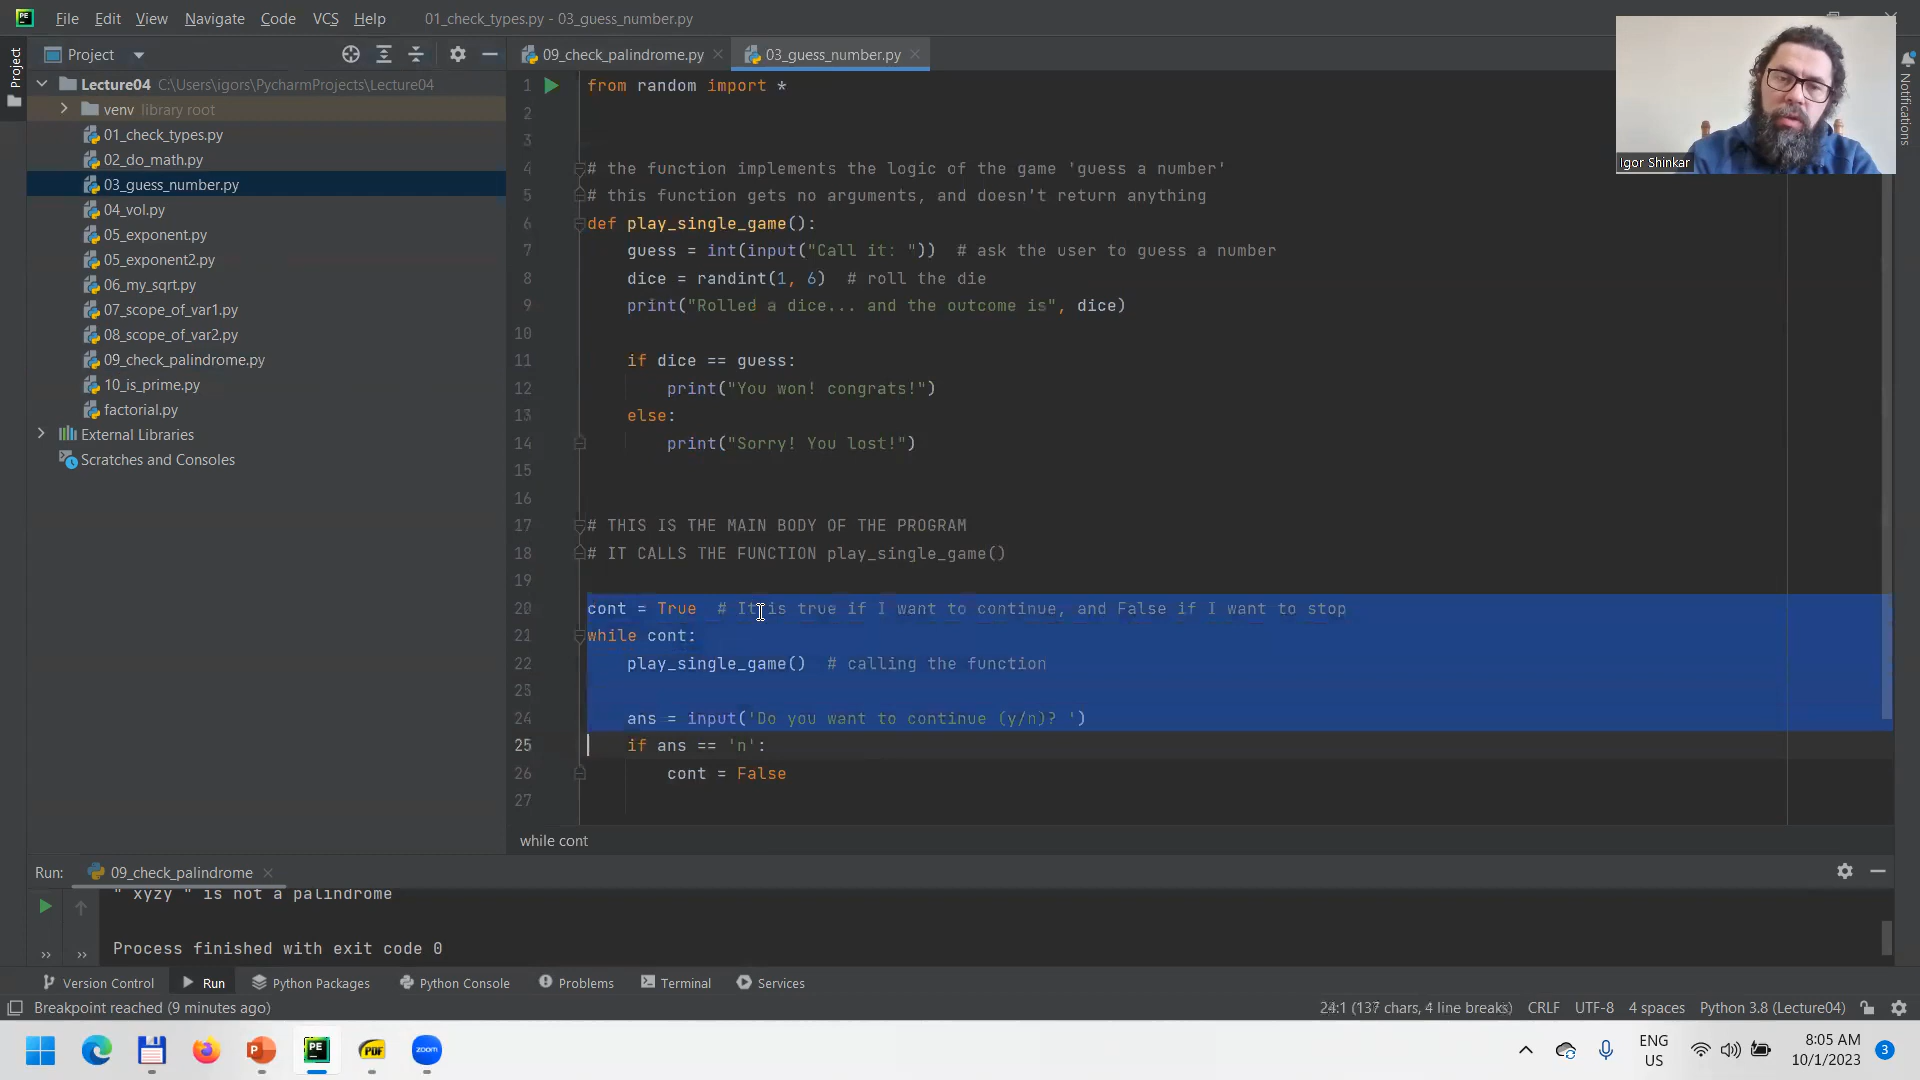 File Edit View Navigate Code VCS Help 01_check_types.py - 03_guess_number.py
Project
Project
09_check_palindrome.py
03_guess_number.py
Lecture04 C:\Users\igors\PycharmProjects\Lecture04
venv library root
01_check_types.py
02_do_math.py
03_guess_number.py
04_vol.py
05_exponent.py
05_exponent2.py
06_my_sqrt.py
07_scope_of_var1.py
08_scope_of_var2.py
09_check_palindrome.py
10_is_prime.py
factorial.py
External Libraries
Scratches and Consoles
1 from random import *
2
3
4 # the function implements the logic of the game 'guess a number'
5 # this function gets no arguments, and doesn't return anything
6 def play_single_game():
7 guess = int(input("Call it: ")) # ask the user to guess a number
8 dice = randint(1, 6) # roll the die
9 print("Rolled a dice... and the outcome is", dice)
10
11 if dice == guess:
12 print("You won! congrats!")
13 else:
14 print("Sorry! You lost!")
15
16
17 # THIS IS THE MAIN BODY OF THE PROGRAM
18 # IT CALLS THE FUNCTION play_single_game()
19
20 cont = True # It is true if I want to continue, and False if I want to stop
21 while cont:
22 play_single_game() # calling the function
23
24 ans = input('Do you want to continue (y/n)? ')
25 if ans == 'n':
26 cont = False
27
while cont
Igor Shinkar
Notifications
Run: 09_check_palindrome
" xyzy " is not a palindrome
Process finished with exit code 0
Version Control Run Python Packages Python Console Problems Terminal Services
Breakpoint reached (9 minutes ago)
(137 chars, 4 line breaks) CRLF UTF-8 4 spaces Python 3.8 (Lecture04)
PDF
zoom
ENG
US
8:05 AM
10/1/2023
3